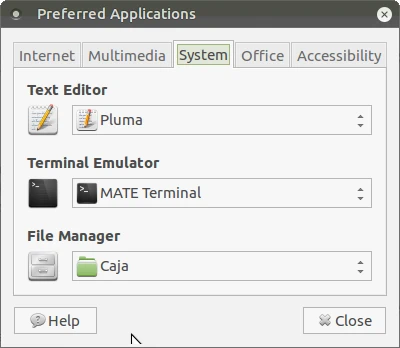 Preferred Applications
Internet Multimedia System Office Accessibility
Text Editor
Pluma
Terminal Emulator
MATE Terminal
File Manager
Caja
Help Close